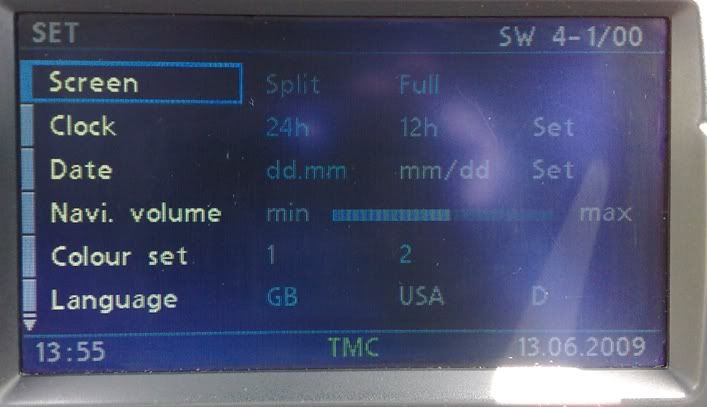 SET SW 4-1/00
Screen Split Full
Clock 24h 12h Set
Date dd.mm mm/dd Set
Navi. volume min max
Colour set 1 2
Language GB USA D
13:55 TMC 13.06.2009